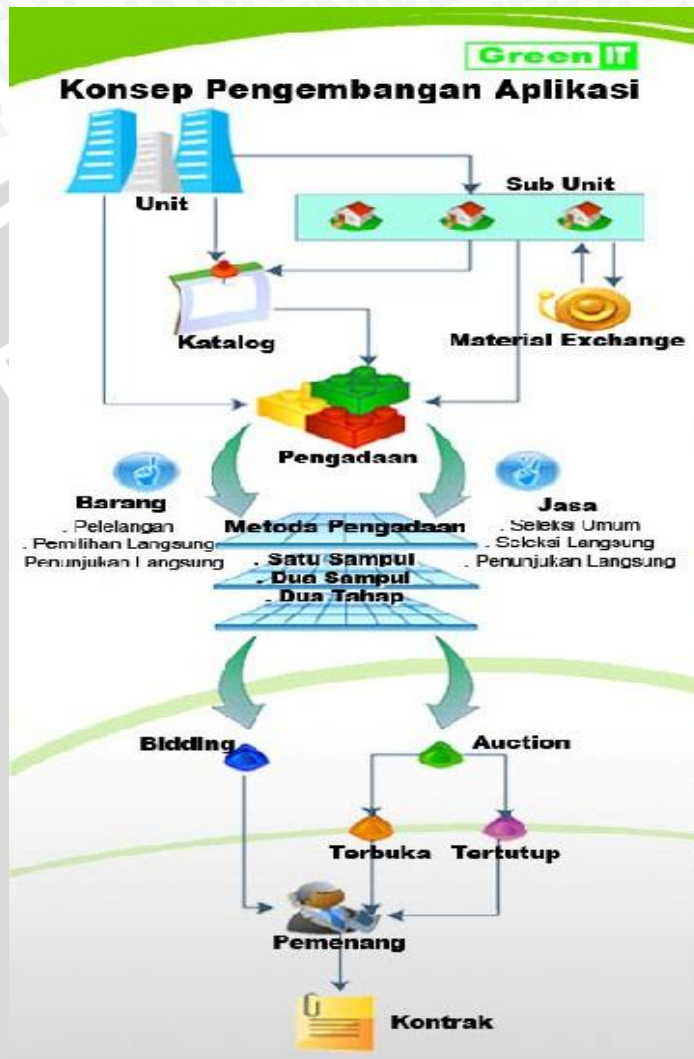 Green IT
Konsep Pengembangan Aplikasi
Unit
Sub Unit
Katalog
Material Exchange
Pengadaan
Barang
. Pelelangan
. Pemilihan Langsung
Penunjukan Langsung
Metoda Pengadaan
. Satu Sampul
. Dua Sampul
. Dua Tahap
Jasa
. Seleksi Umum
. Seleksi Langsung
. Penunjukan Langsung
Bidding
Auction
Terbuka
Tertutup
Pemenang
Kontrak